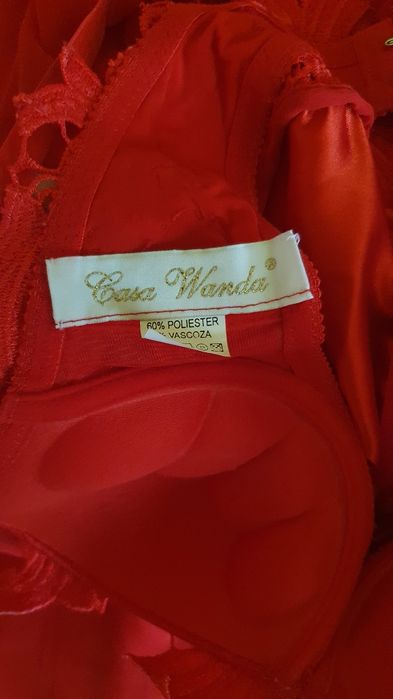 Casa Wanda®
60% POLIESTER
% VASCOZA